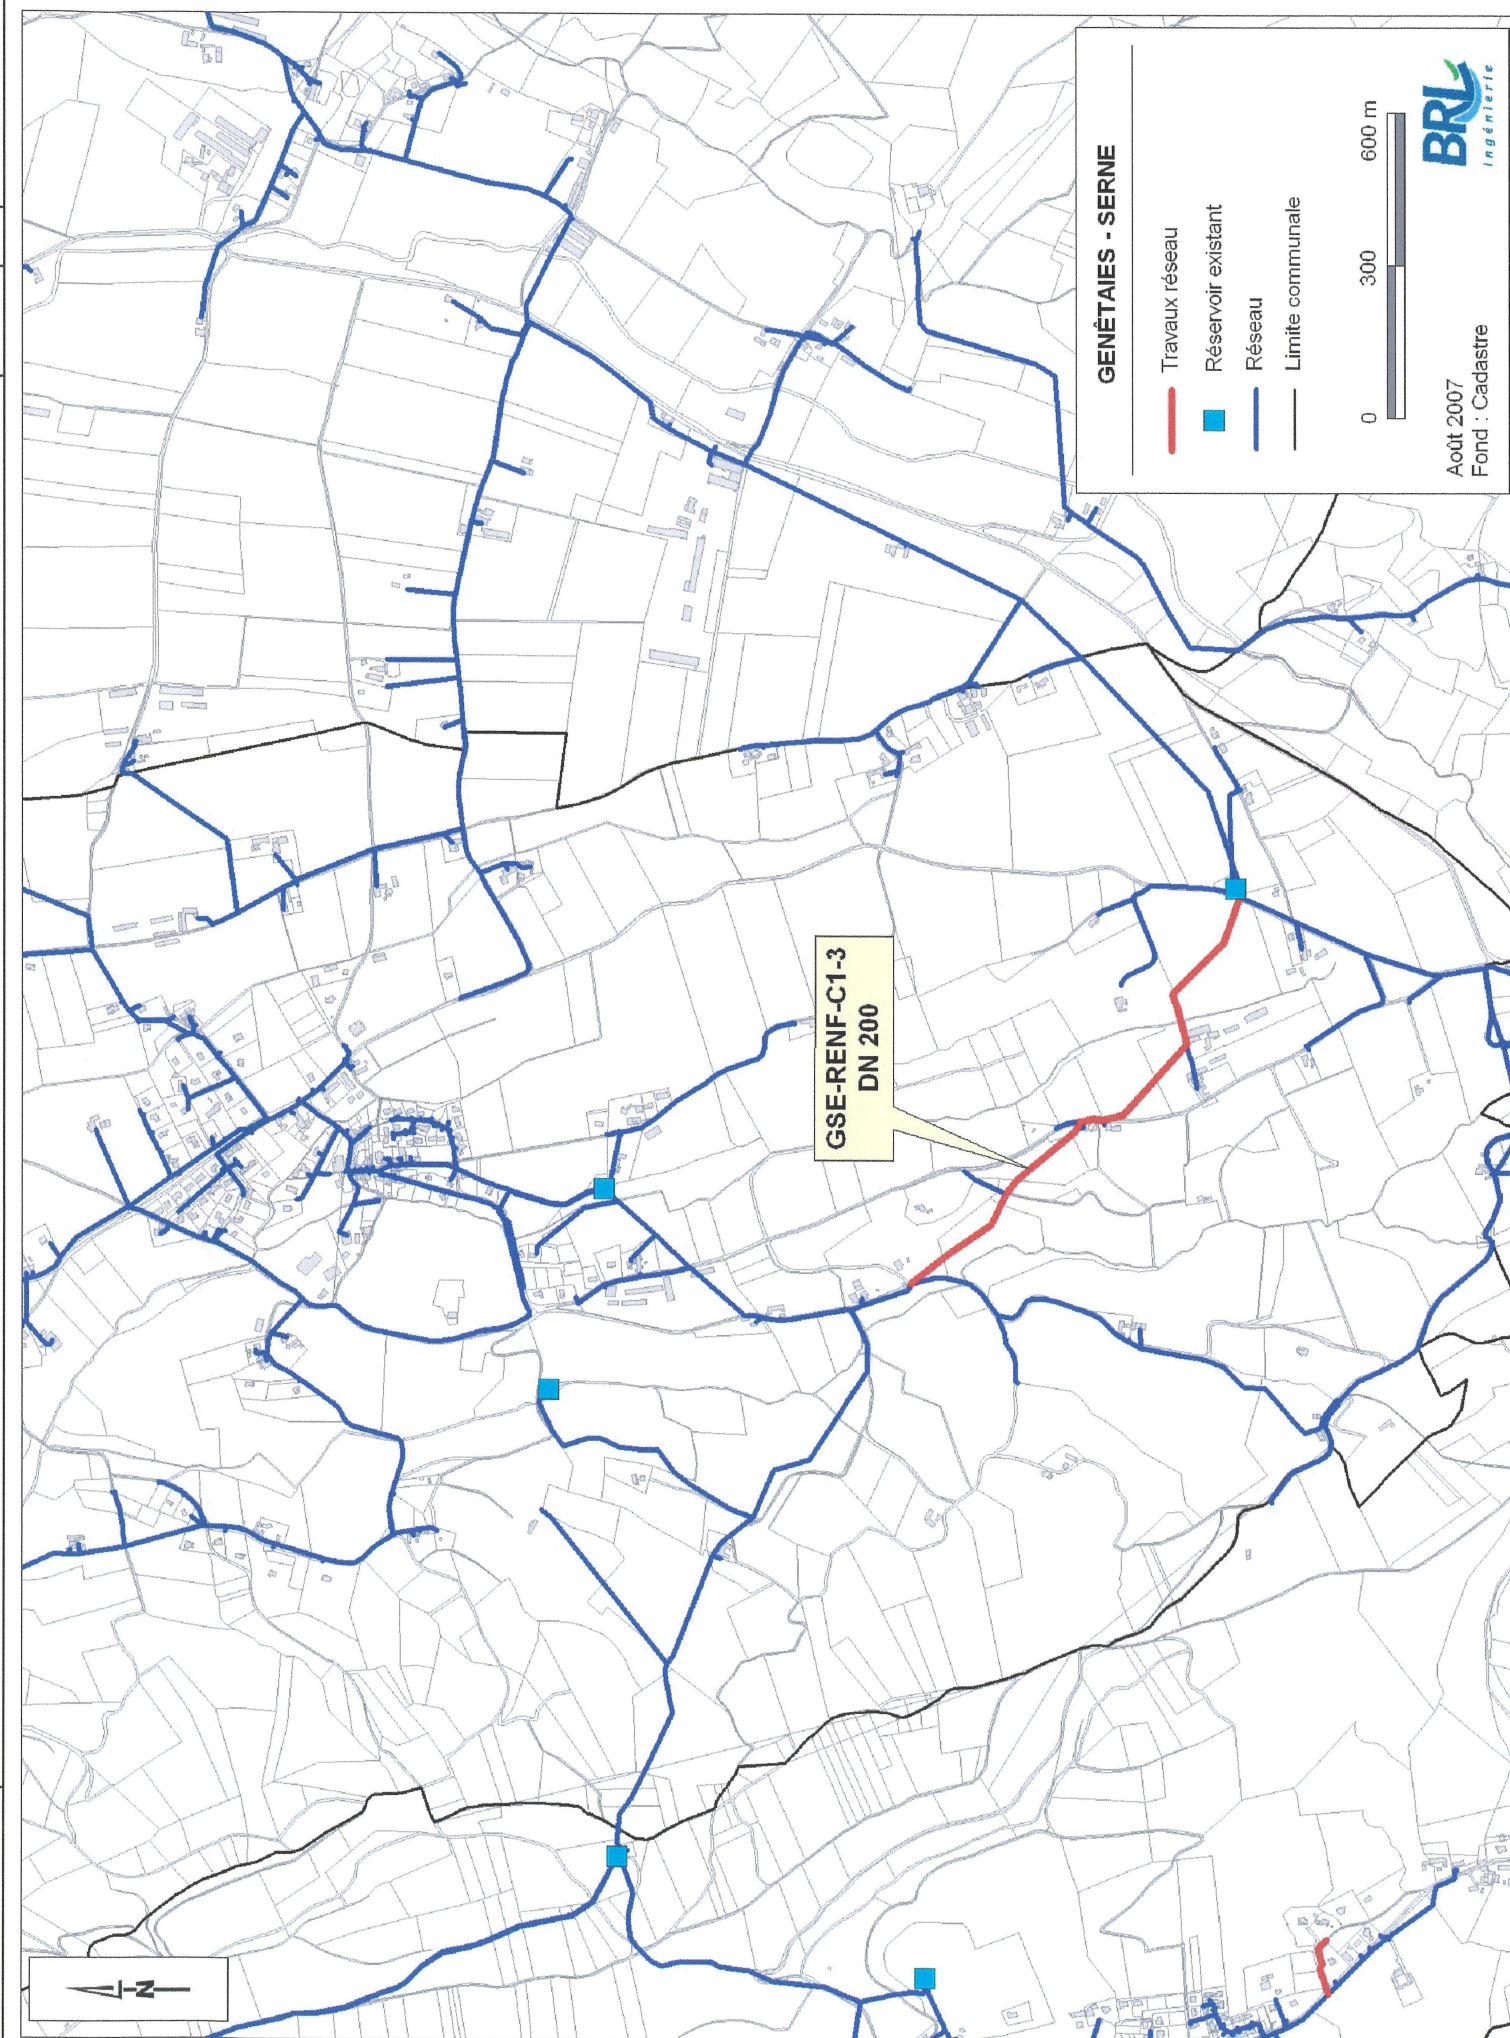 N
GSE-RENF-C1-3
DN 200
GENÊTAIES - SERNE
Travaux réseau
Réservoir existant
Réseau
Limite communale
0 300 600 m
Août 2007
Fond : Cadastre
BRL
Ingénierie